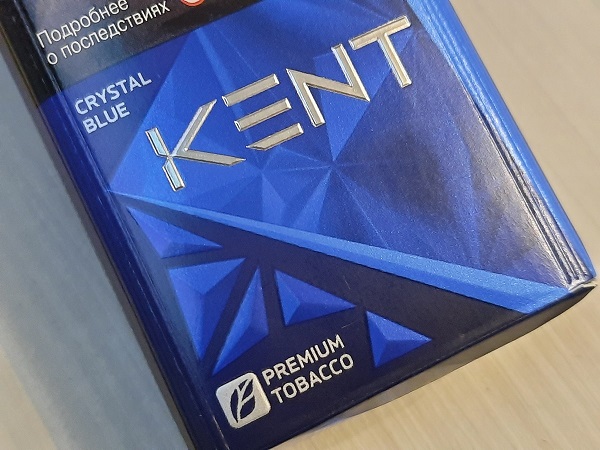 Подробнее
о последствиях
CRYSTAL
BLUE
KENT
PREMIUM
TOBACCO